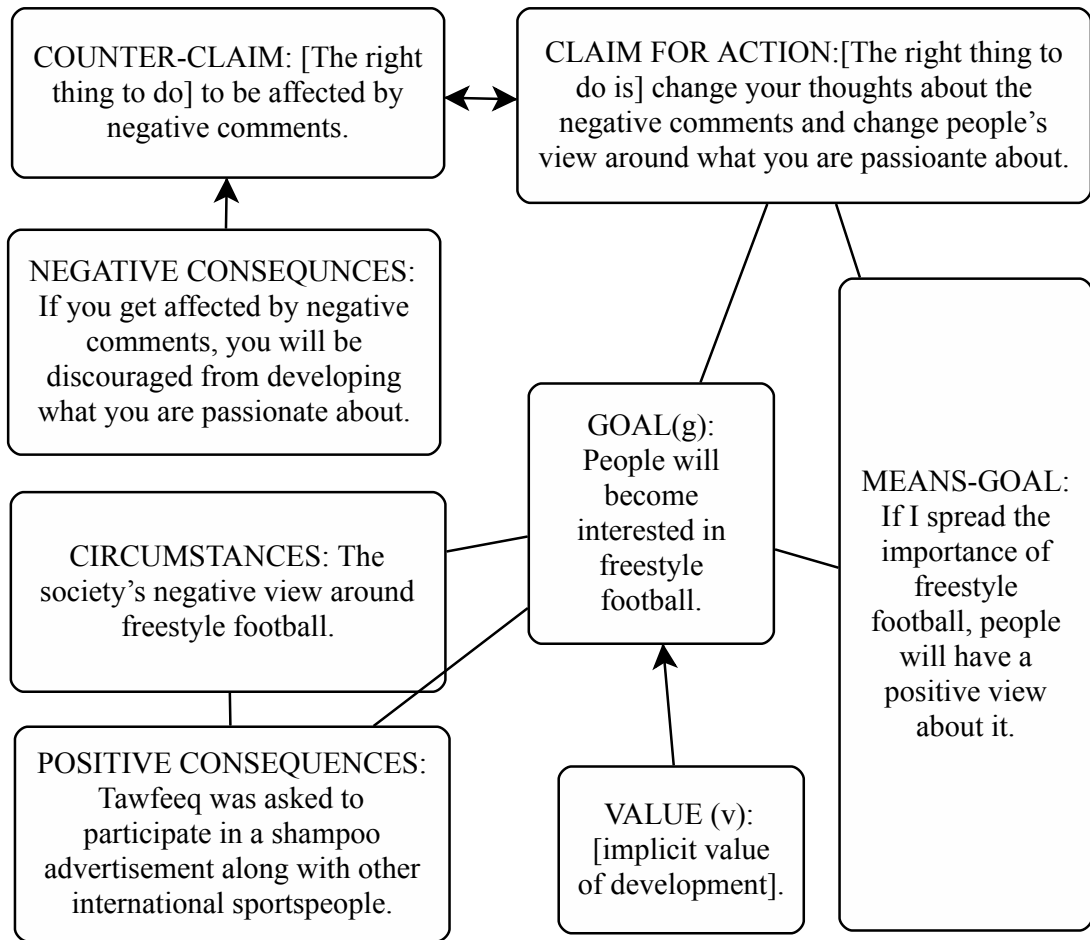 COUNTER-CLAIM: [The right
thing to do] to be affected by
negative comments.
CLAIM FOR ACTION:[The right thing to
do is] change your thoughts about the
negative comments and change people’s
view around what you are passioante about.
NEGATIVE CONSEQUNCES:
If you get affected by negative
comments, you will be
discouraged from developing
what you are passionate about.
GOAL(g):
People will
become
interested in
freestyle
football.
MEANS-GOAL:
If I spread the
importance of
freestyle
football, people
will have a
positive view
about it.
CIRCUMSTANCES: The
society’s negative view around
freestyle football.
POSITIVE CONSEQUENCES:
Tawfeeq was asked to
participate in a shampoo
advertisement along with other
international sportspeople.
VALUE (v):
[implicit value
of development].